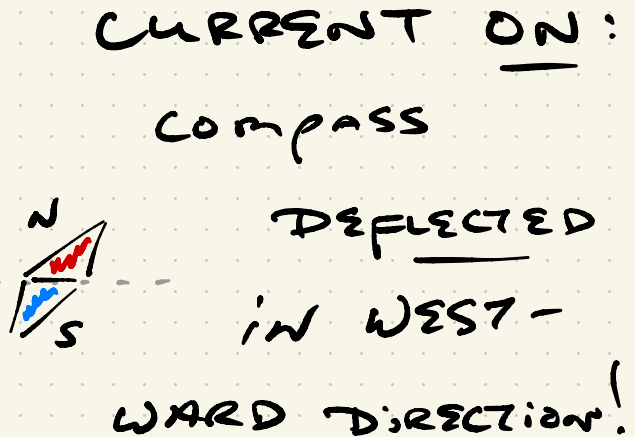 CURRENT ON:
compass
N
DEFLECTED
S
in WEST-
WARD DIRECTION!